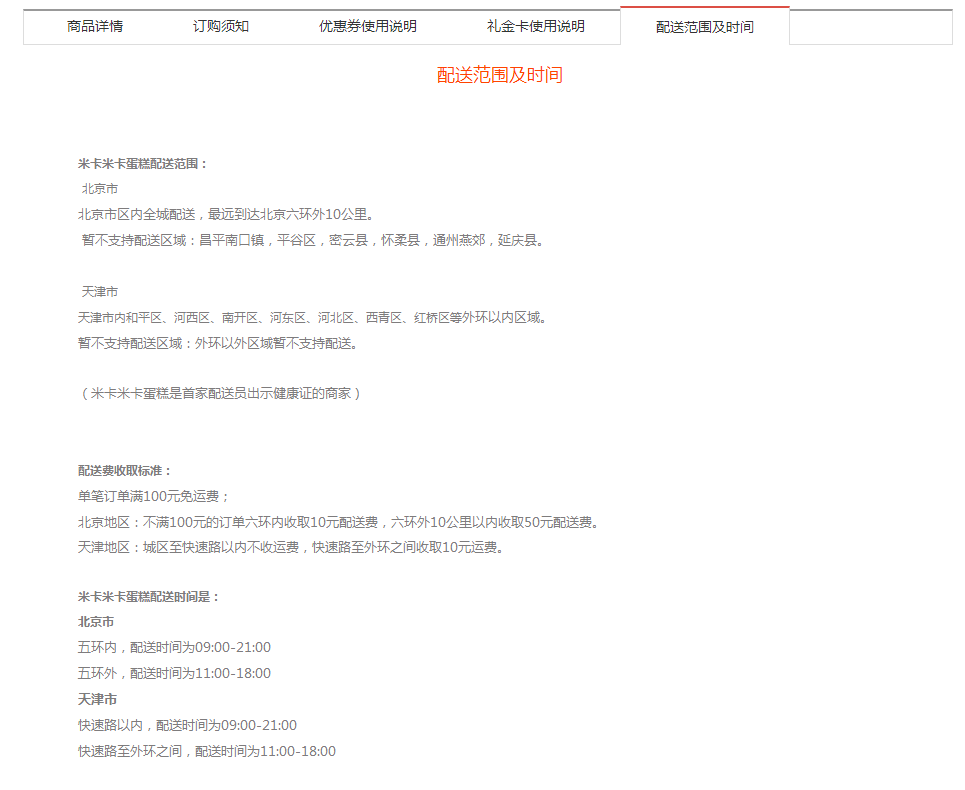 商品详情 订购须知 优惠券使用说明 礼金卡使用说明 配送范围及时间
配送范围及时间
米卡米卡蛋糕配送范围：
北京市
北京市区内全城配送，最远到达北京六环外10公里。
暂不支持配送区域：昌平南口镇，平谷区，密云县，怀柔县，通州燕郊，延庆县。
天津市
天津市内和平区、河西区、南开区、河东区、河北区、西青区、红桥区等外环以内区域。
暂不支持配送区域：外环以外区域暂不支持配送。
（米卡米卡蛋糕是首家配送员出示健康证的商家）
配送费收取标准：
单笔订单满100元免运费；
北京地区：不满100元的订单六环内收取10元配送费，六环外10公里以内收取50元配送费。
天津地区：城区至快速路以内不收运费，快速路至外环之间收取10元运费。
米卡米卡蛋糕配送时间是：
北京市
五环内，配送时间为09:00-21:00
五环外，配送时间为11:00-18:00
天津市
快速路以内，配送时间为09:00-21:00
快速路至外环之间，配送时间为11:00-18:00